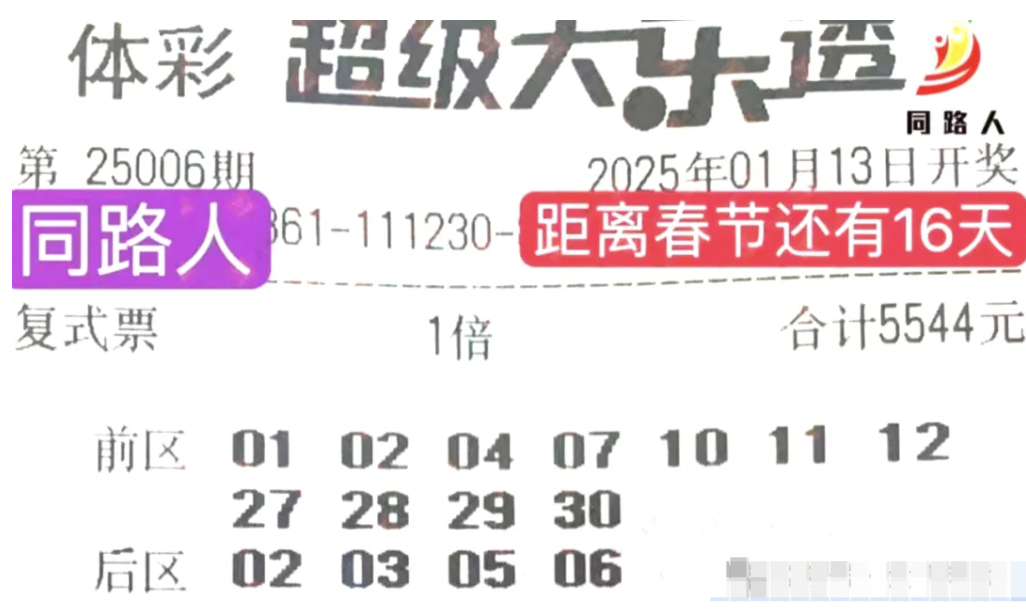 体彩 超级大乐透
同路人
第 25006期 2025年01月13日开奖
同路人 361-111230- 距离春节还有16天
复式票 1倍 合计5544元
前区 01 02 04 07 10 11 12
27 28 29 30
后区 02 03 05 06